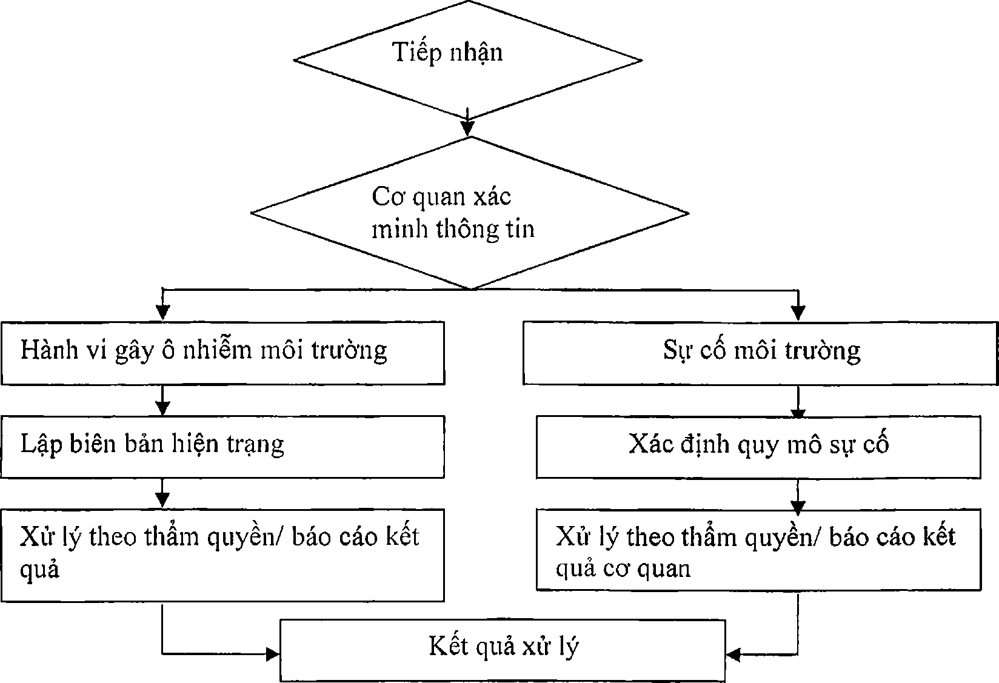 Tiếp nhận
Cơ quan xác
minh thông tin
Hành vi gây ô nhiễm môi trường
Sự cố môi trường
Lập biên bản hiện trạng
Xác định quy mô sự cố
Xử lý theo thẩm quyền/ báo cáo kết
quả
Xử lý theo thẩm quyền/ báo cáo kết
quả cơ quan
Kết quả xử lý